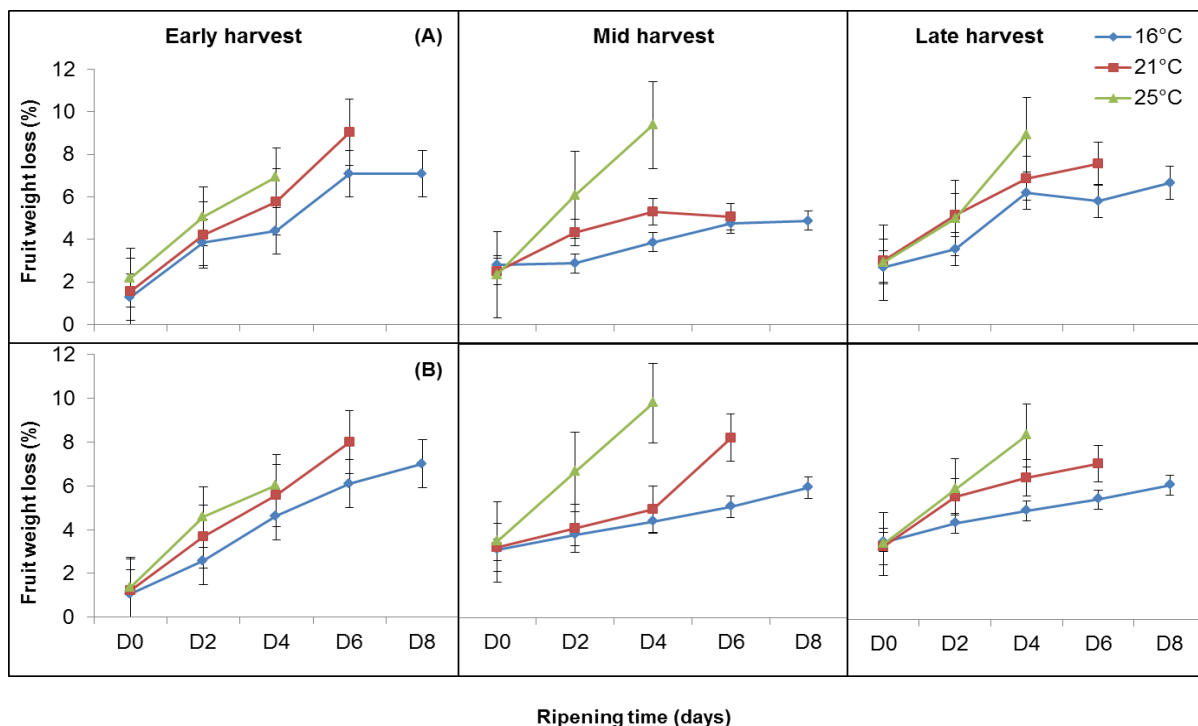 Early harvest
(A)
Mid harvest
Late harvest
16°C
21°C
25°C
Fruit weight loss (%)
12
10
8
6
4
2
0
(B)
Fruit weight loss (%)
12
10
8
6
4
2
0
D0 D2 D4 D6 D8
D0 D2 D4 D6 D8
D0 D2 D4 D6 D8
Ripening time (days)